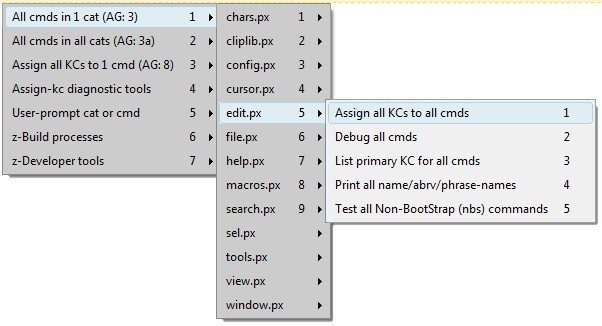 All cmds in 1 cat (AG: 3) 1
All cmds in all cats (AG: 3a) 2
Assign all KCs to 1 cmd (AG: 8) 3
Assign-kc diagnostic tools 4
User-prompt cat or cmd 5
z-Build processes 6
z-Developer tools 7
chars.px 1
cliplib.px 2
config.px 3
cursor.px 4
edit.px 5
file.px 6
help.px 7
macros.px 8
search.px 9
sel.px
tools.px
view.px
window.px
Assign all KCs to all cmds 1
Debug all cmds 2
List primary KC for all cmds 3
Print all name/abrv/phrase-names 4
Test all Non-BootStrap (nbs) commands 5